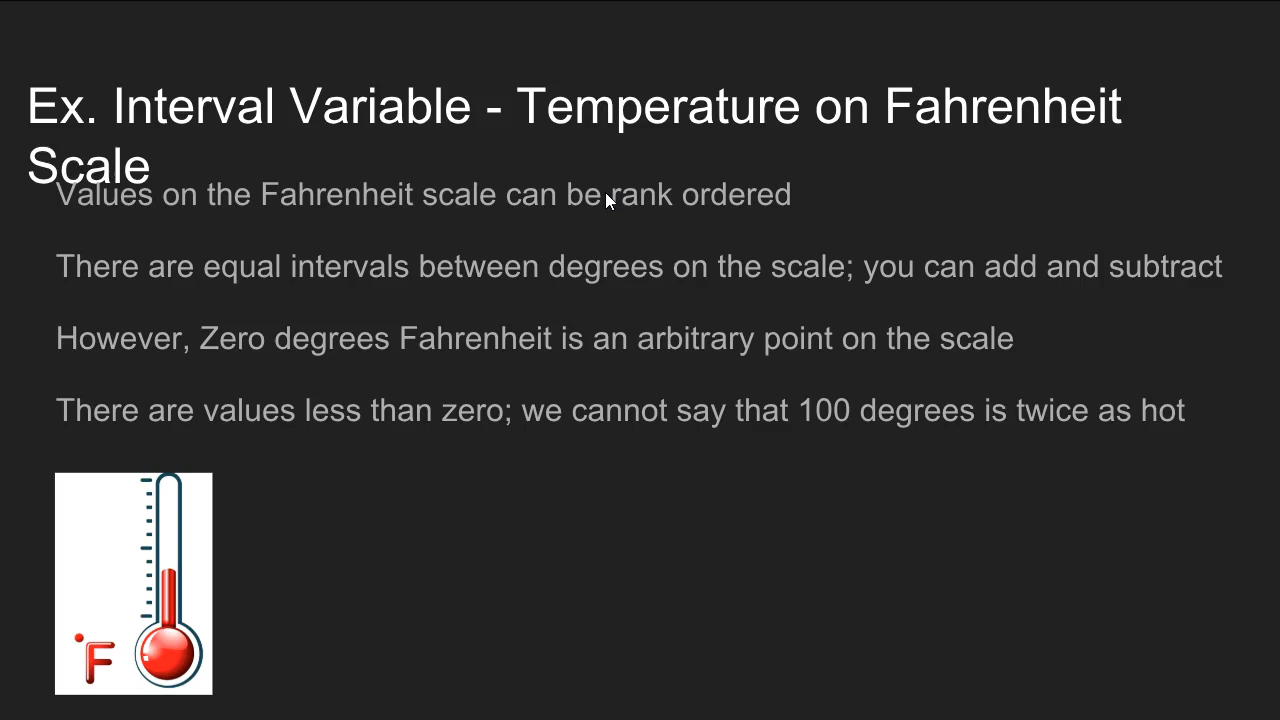 Ex. Interval Variable - Temperature on Fahrenheit
Scale
Values on the Fahrenheit scale can be rank ordered
There are equal intervals between degrees on the scale; you can add and subtract
However, Zero degrees Fahrenheit is an arbitrary point on the scale
There are values less than zero; we cannot say that 100 degrees is twice as hot
°F